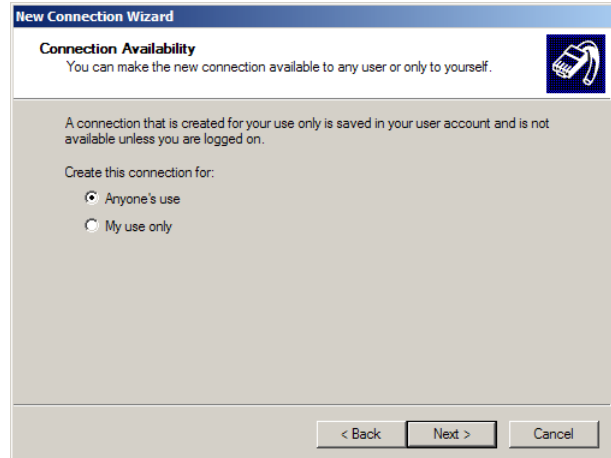 New Connection Wizard
Connection Availability
You can make the new connection available to any user or only to yourself.
A connection that is created for your use only is saved in your user account and is not
available unless you are logged on.
Create this connection for:
Anyone's use
My use only
< Back
Next >
Cancel